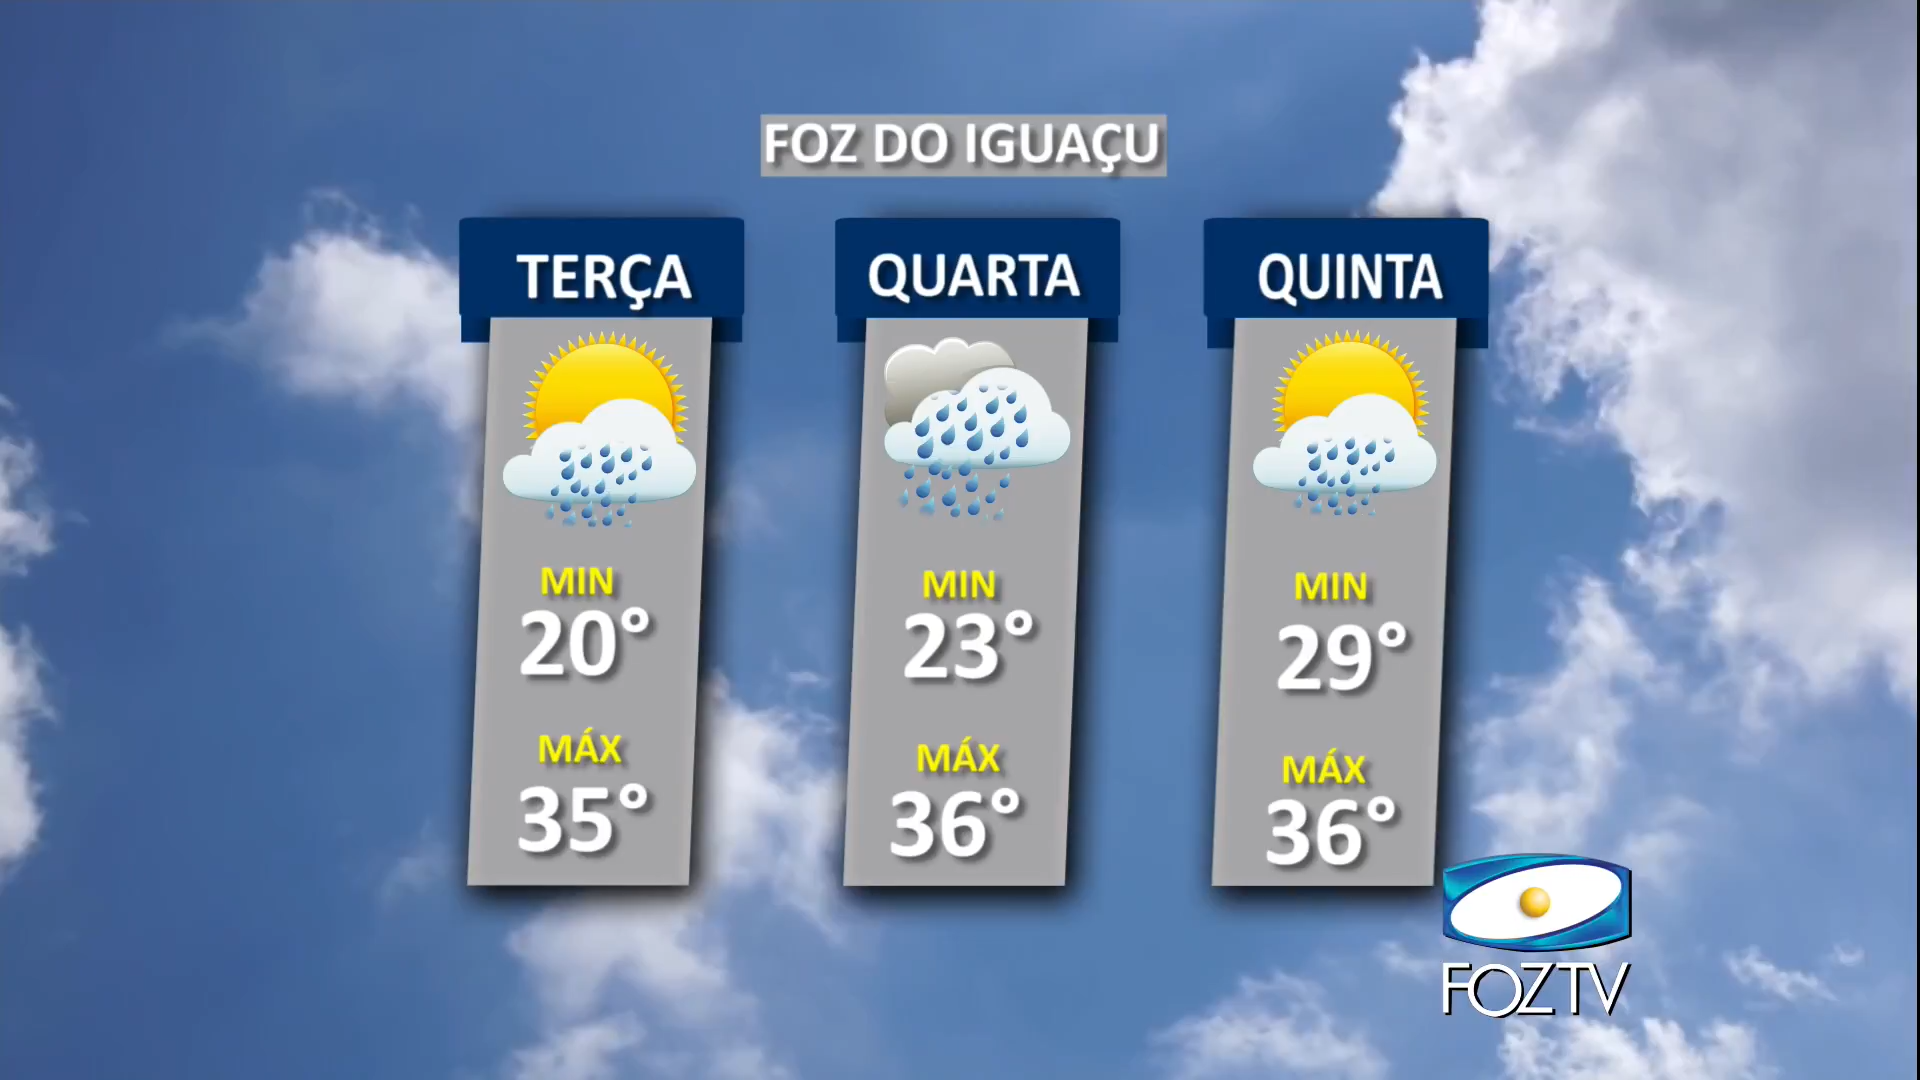 FOZ DO IGUAÇU
TERÇA
MIN
20°
MÁX
35°
QUARTA
MIN
23°
MÁX
36°
QUINTA
MIN
29°
MÁX
36°
FOZTV